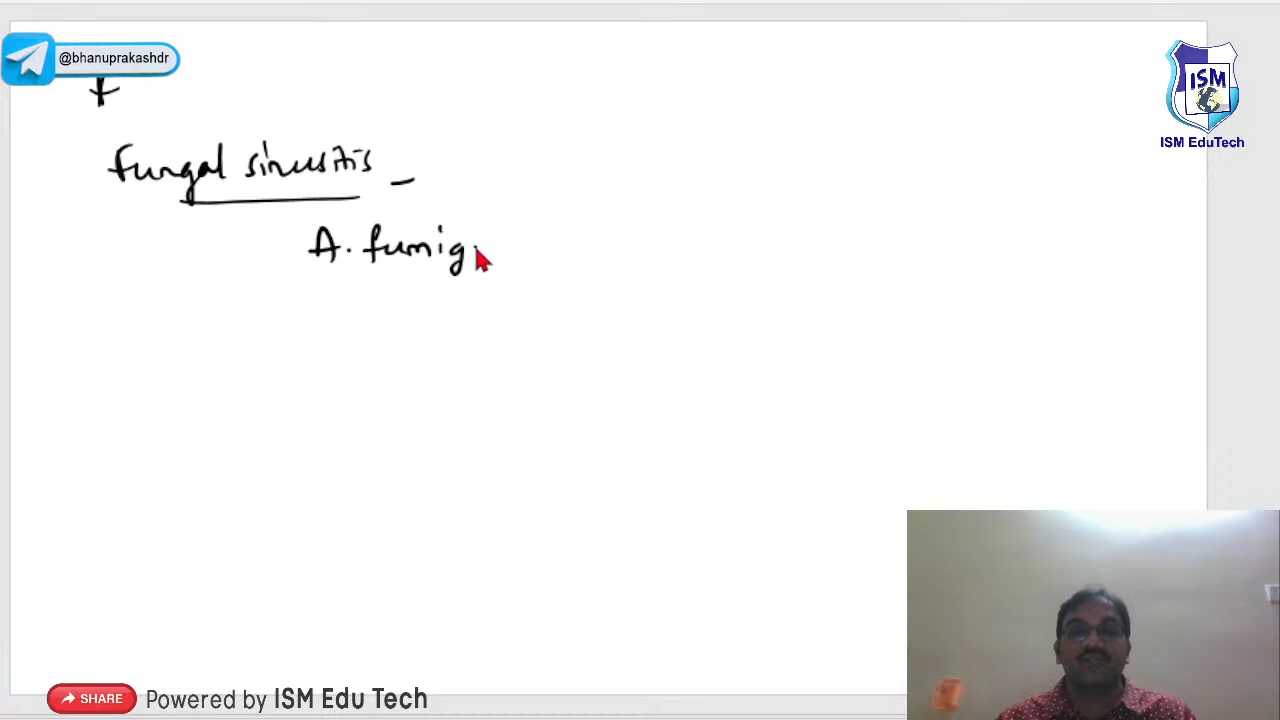 @bhanuprakashdr
ISM
ISM EduTech
Fungal sinusitis -
A. fumig
SHARE Powered by ISM Edu Tech